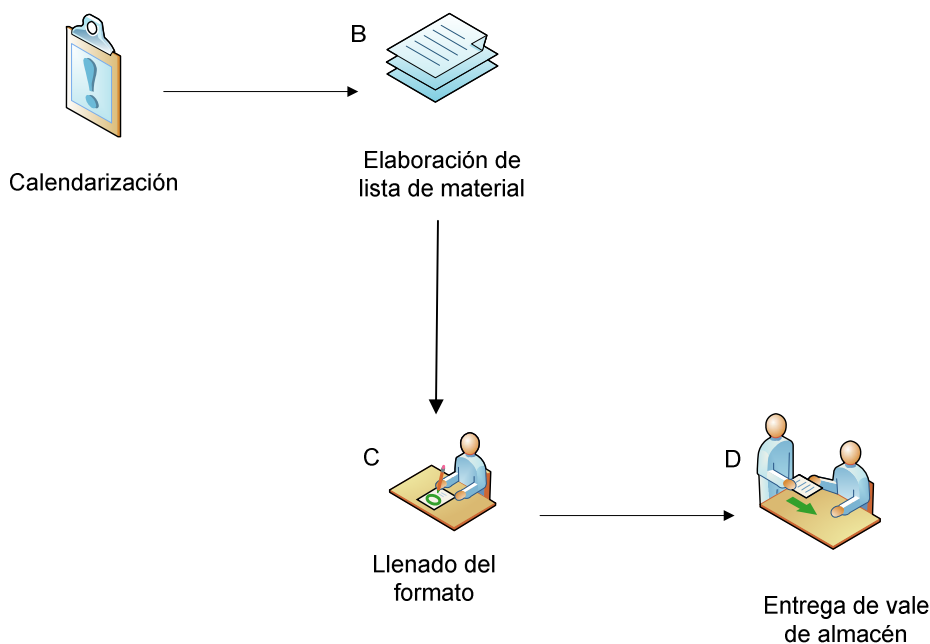 B
Calendarización
Elaboración de
lista de material
C
D
Llenado del
formato
Entrega de vale
de almacén